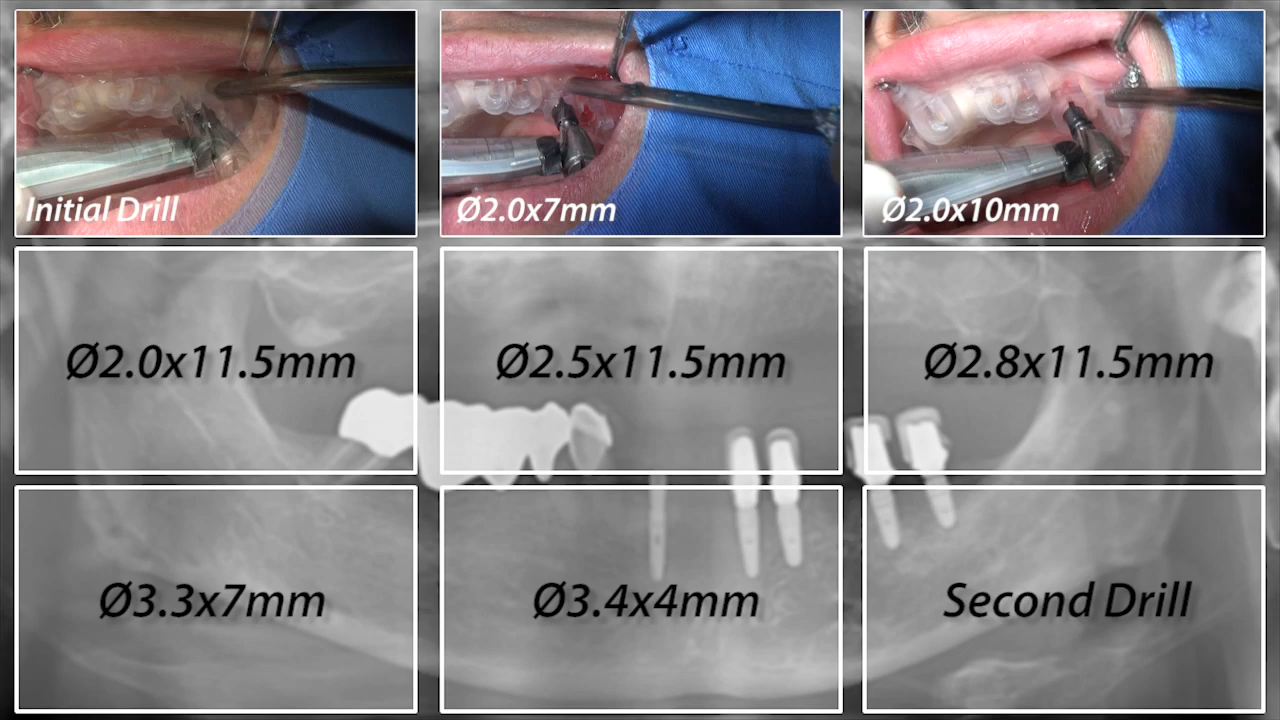 Initial Drill
Ø2.0x7mm
Ø2.0x10mm
Ø2.0x11.5mm
Ø2.5x11.5mm
Ø2.8x11.5mm
Ø3.3x7mm
Ø3.4x4mm
Second Drill